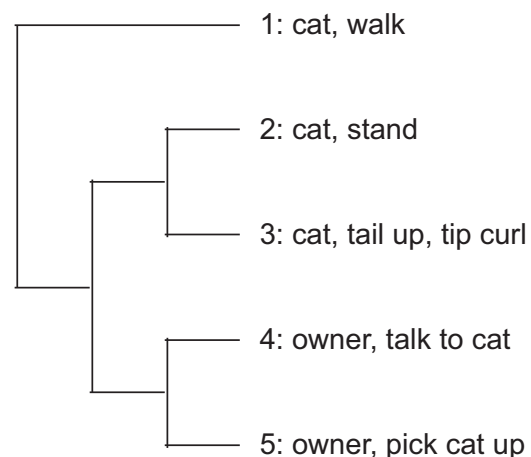 1: cat, walk
2: cat, stand
3: cat, tail up, tip curl
4: owner, talk to cat
5: owner, pick cat up